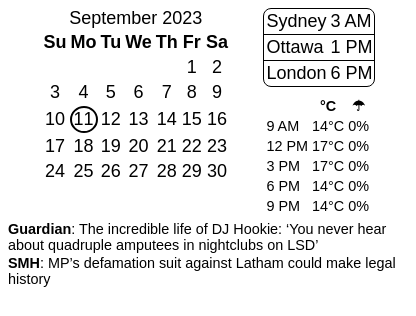 September 2023
Su Mo Tu We Th Fr Sa
1 2
3 4 5 6 7 8 9
10 11 12 13 14 15 16
17 18 19 20 21 22 23
24 25 26 27 28 29 30
Sydney 3 AM
Ottawa 1 PM
London 6 PM
°C ☂
9 AM 14°C 0%
12 PM 17°C 0%
3 PM 17°C 0%
6 PM 14°C 0%
9 PM 14°C 0%
Guardian: The incredible life of DJ Hookie: ‘You never hear
about quadruple amputees in nightclubs on LSD’
SMH: MP’s defamation suit against Latham could make legal
history